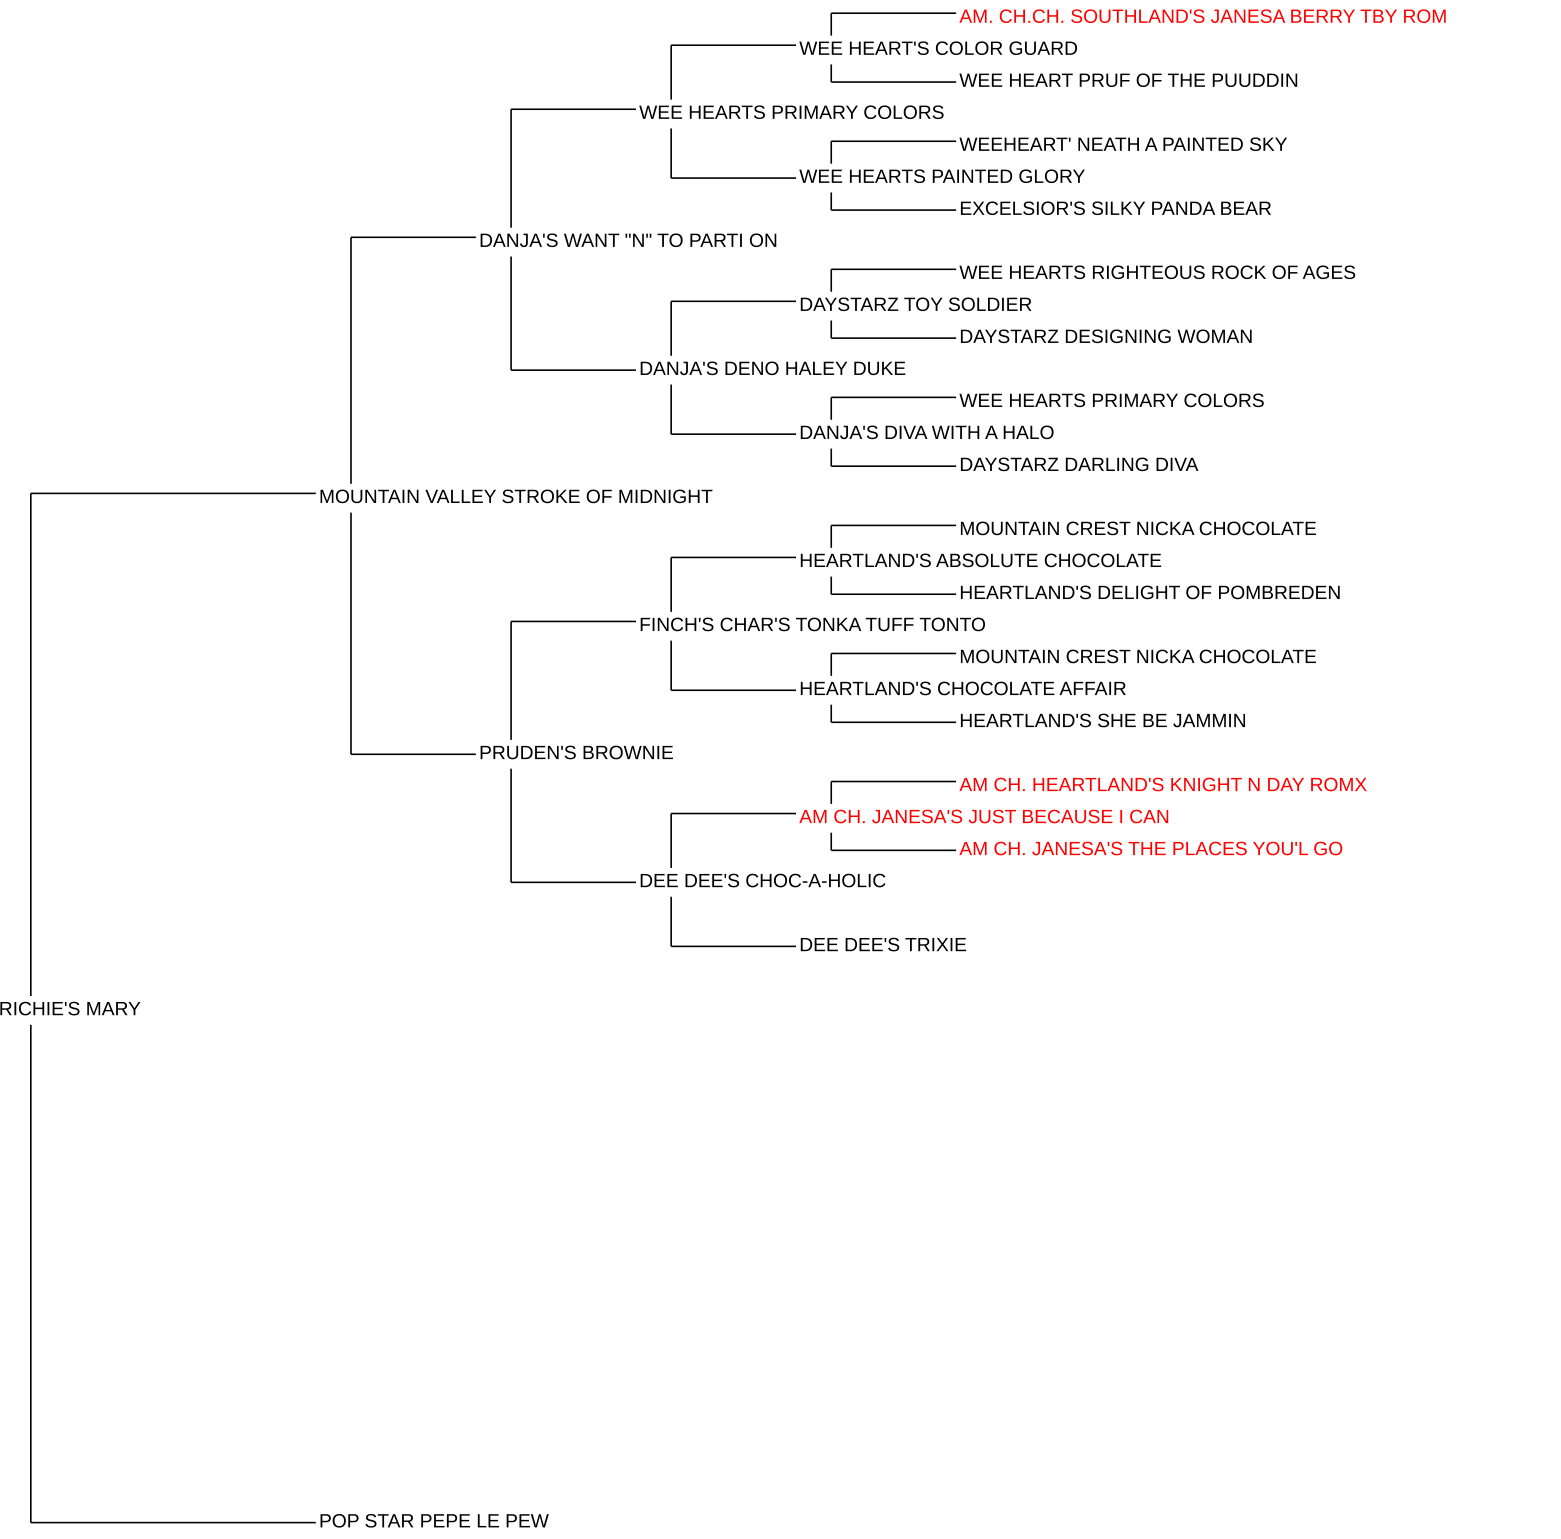 AM. CH.CH. SOUTHLAND'S JANESA BERRY TBY ROM
WEE HEART'S COLOR GUARD
WEE HEART PRUF OF THE PUUDDIN
WEE HEARTS PRIMARY COLORS
WEEHEART' NEATH A PAINTED SKY
WEE HEARTS PAINTED GLORY
EXCELSIOR'S SILKY PANDA BEAR
DANJA'S WANT "N" TO PARTI ON
WEE HEARTS RIGHTEOUS ROCK OF AGES
DAYSTARZ TOY SOLDIER
DAYSTARZ DESIGNING WOMAN
DANJA'S DENO HALEY DUKE
WEE HEARTS PRIMARY COLORS
DANJA'S DIVA WITH A HALO
DAYSTARZ DARLING DIVA
MOUNTAIN VALLEY STROKE OF MIDNIGHT
MOUNTAIN CREST NICKA CHOCOLATE
HEARTLAND'S ABSOLUTE CHOCOLATE
HEARTLAND'S DELIGHT OF POMBREDEN
FINCH'S CHAR'S TONKA TUFF TONTO
MOUNTAIN CREST NICKA CHOCOLATE
HEARTLAND'S CHOCOLATE AFFAIR
HEARTLAND'S SHE BE JAMMIN
PRUDEN'S BROWNIE
AM CH. HEARTLAND'S KNIGHT N DAY ROMX
AM CH. JANESA'S JUST BECAUSE I CAN
AM CH. JANESA'S THE PLACES YOU'L GO
DEE DEE'S CHOC-A-HOLIC
DEE DEE'S TRIXIE
RICHIE'S MARY
POP STAR PEPE LE PEW